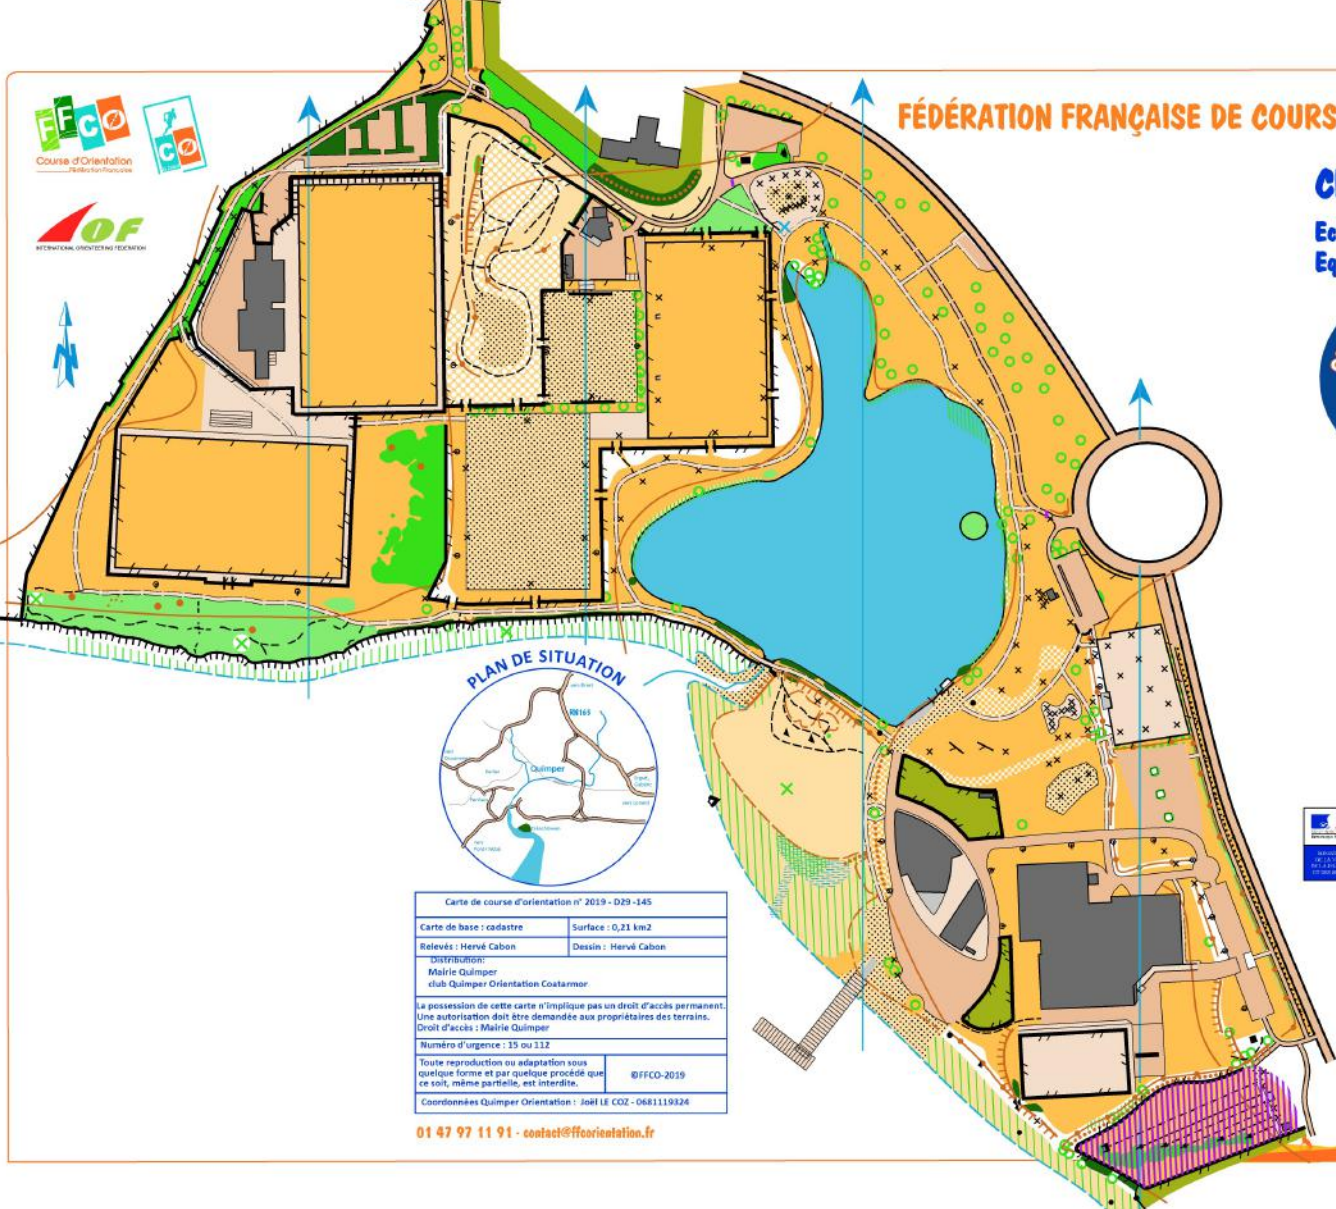 FFCO
Course d'Orientation
Fédération Française
CO
IOF
INTERNATIONAL ORIENTEERING FEDERATION
N
FÉDÉRATION FRANÇAISE DE COURS
PLAN DE SITUATION
RN165
Quimper
Carte de course d'orientation n° 2019 - D29 -145
Carte de base : cadastre
Surface : 0,21 km2
Relevés : Hervé Cabon
Dessin : Hervé Cabon
Distribution:
Mairie Quimper
club Quimper Orientation Coatarmor
La possession de cette carte n'implique pas un droit d'accès permanent.
Une autorisation doit être demandée aux propriétaires des terrains.
Droit d'accès : Mairie Quimper
Numéro d'urgence : 15 ou 112
Toute reproduction ou adaptation sous
quelque forme et par quelque procédé que
ce soit, même partielle, est interdite.
©FFCO-2019
Coordonnées Quimper Orientation : Joël LE COZ - 0681119324
01 47 97 11 91 - contact@ffcorientation.fr